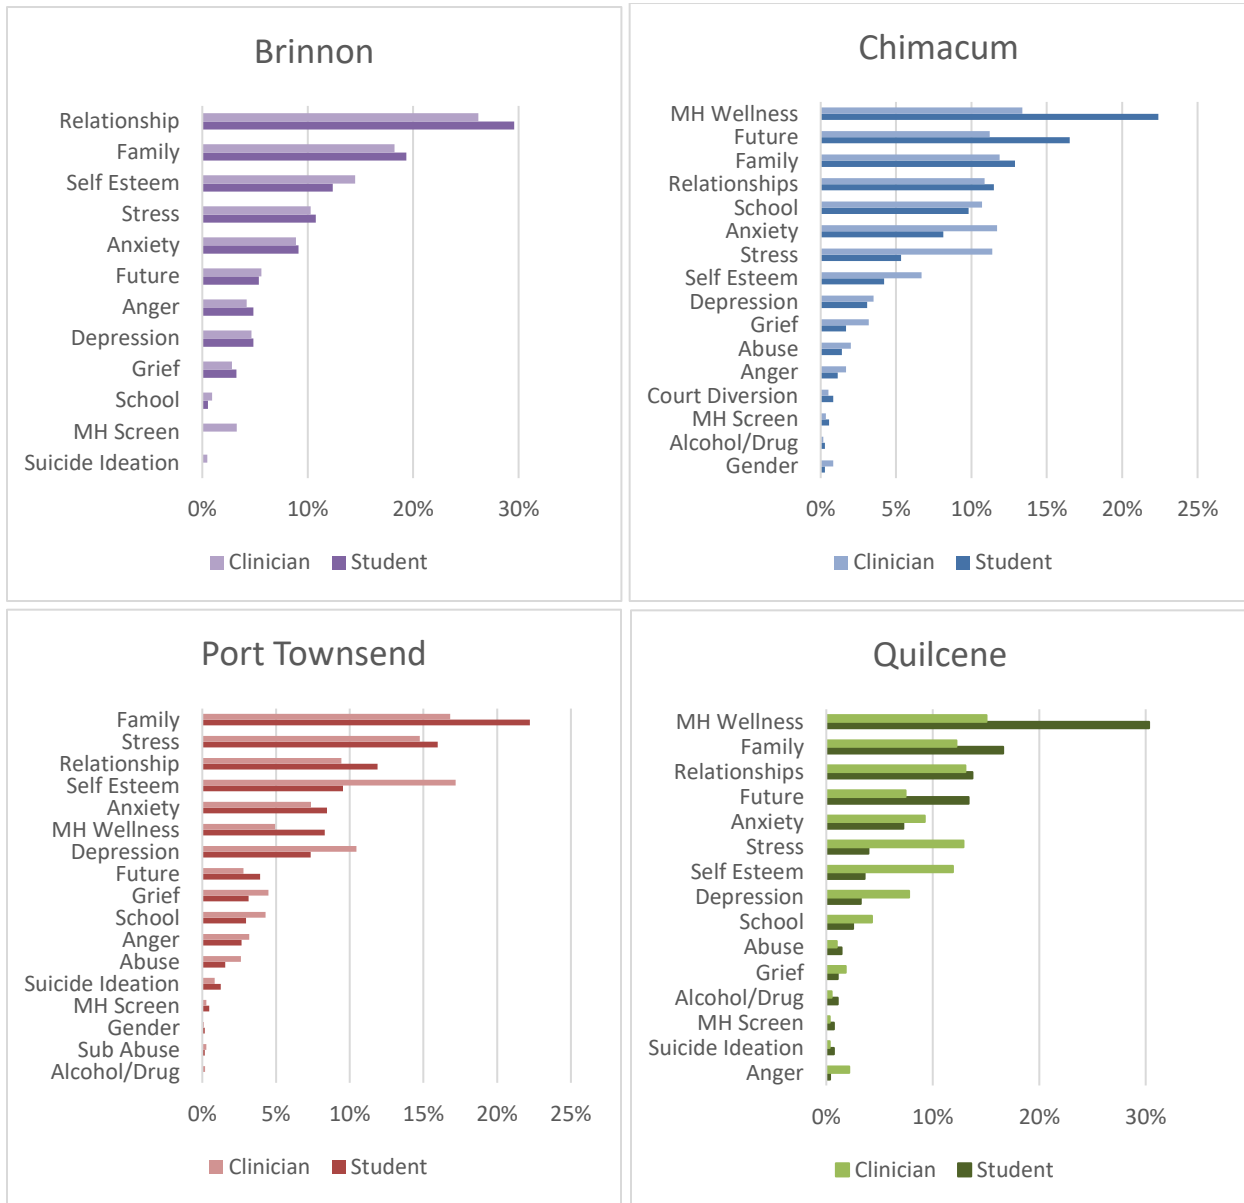 Brinnon
Relationship
Family
Self Esteem
Stress
Anxiety
Future
Anger
Depression
Grief
School
MH Screen
Suicide Ideation
0% 10% 20% 30%
Clinician Student
Chimacum
MH Wellness
Future
Family
Relationships
School
Anxiety
Stress
Self Esteem
Depression
Grief
Abuse
Anger
Court Diversion
MH Screen
Alcohol/Drug
Gender
0% 5% 10% 15% 20% 25%
Clinician Student
Port Townsend
Family
Stress
Relationship
Self Esteem
Anxiety
MH Wellness
Depression
Future
Grief
School
Anger
Abuse
Suicide Ideation
MH Screen
Gender
Sub Abuse
Alcohol/Drug
0% 5% 10% 15% 20% 25%
Clinician Student
Quilcene
MH Wellness
Family
Relationships
Future
Anxiety
Stress
Self Esteem
Depression
School
Abuse
Grief
Alcohol/Drug
MH Screen
Suicide Ideation
Anger
0% 10% 20% 30%
Clinician Student